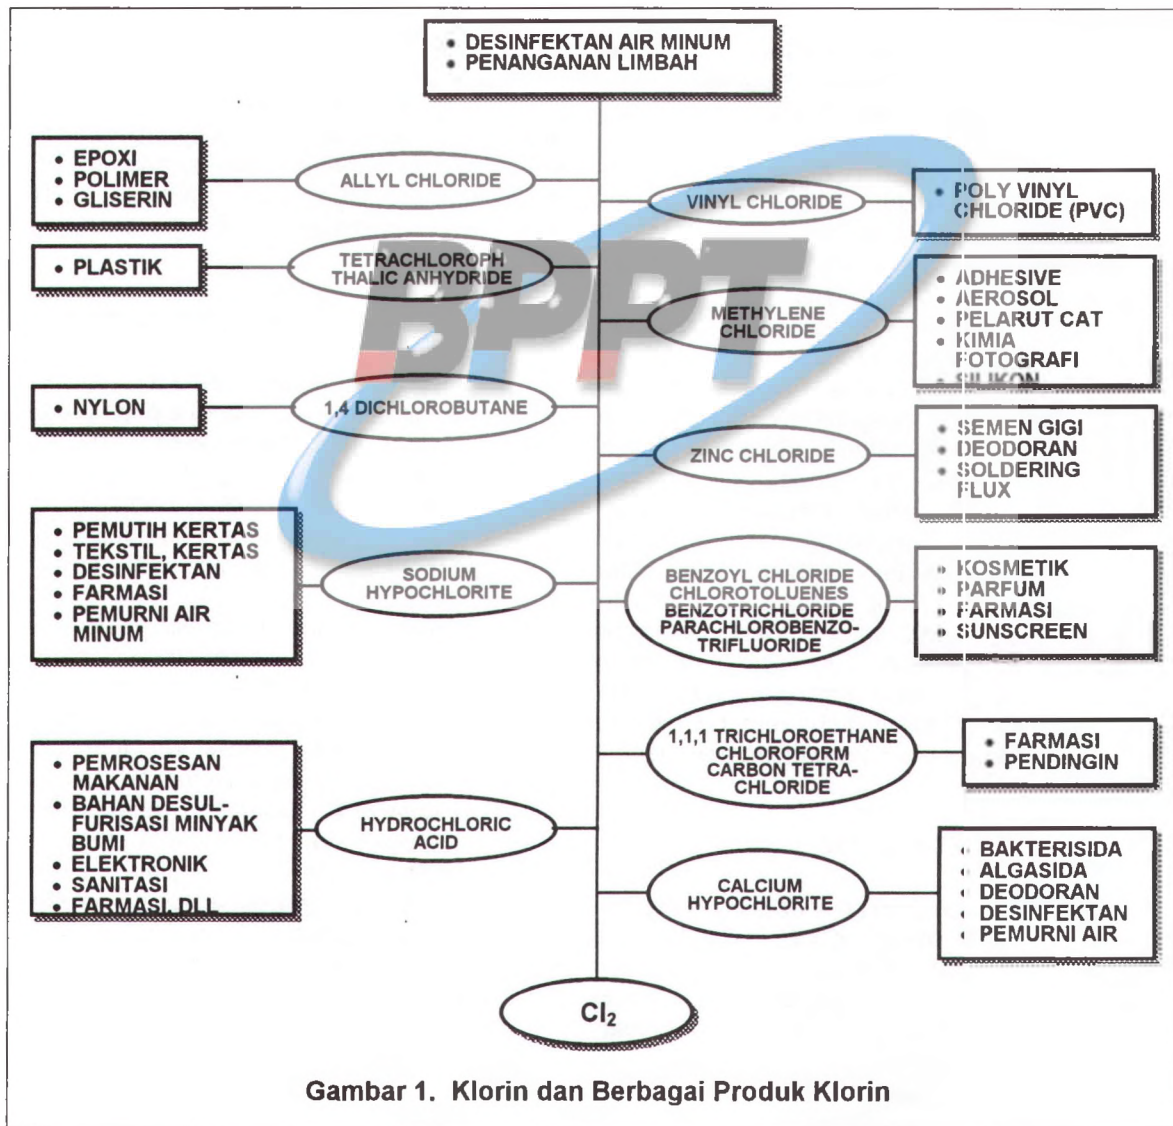 • DESINFEKTAN AIR MINUM
• PENANGANAN LIMBAH
• EPOXI
• POLIMER
• GLISERIN
ALLYL CHLORIDE
VINYL CHLORIDE
• POLY VINYL
CHLORIDE (PVC)
• PLASTIK
TETRACHLOROPH
THALIC ANHYDRIDE
BPPT
METHYLENE
CHLORIDE
• ADHESIVE
• AEROSOL
• PELARUT CAT
• KIMIA
FOTOGRAFI
• SILIKON
• NYLON
1,4 DICHLOROBUTANE
ZINC CHLORIDE
• SEMEN GIGI
• DEODORAN
• SOLDERING
FLUX
• PEMUTIH KERTAS
• TEKSTIL, KERTAS
• DESINFEKTAN
• FARMASI
• PEMURNI AIR
MINUM
SODIUM
HYPOCHLORITE
BENZOYL CHLORIDE
CHLOROTOLUENES
BENZOTRICHLORIDE
PARACHLOROBENZO-
TRIFLUORIDE
• KOSMETIK
• PARFUM
• FARMASI
• SUNSCREEN
1,1,1 TRICHLOROETHANE
CHLOROFORM
CARBON TETRA-
CHLORIDE
• FARMASI
• PENDINGIN
• PEMROSESAN
MAKANAN
• BAHAN DESUL-
FURISASI MINYAK
BUMI
• ELEKTRONIK
• SANITASI
• FARMASI, DLL
HYDROCHLORIC
ACID
CALCIUM
HYPOCHLORITE
• BAKTERISIDA
• ALGASIDA
• DEODORAN
• DESINFEKTAN
• PEMURNI AIR
Cl₂
Gambar 1. Klorin dan Berbagai Produk Klorin